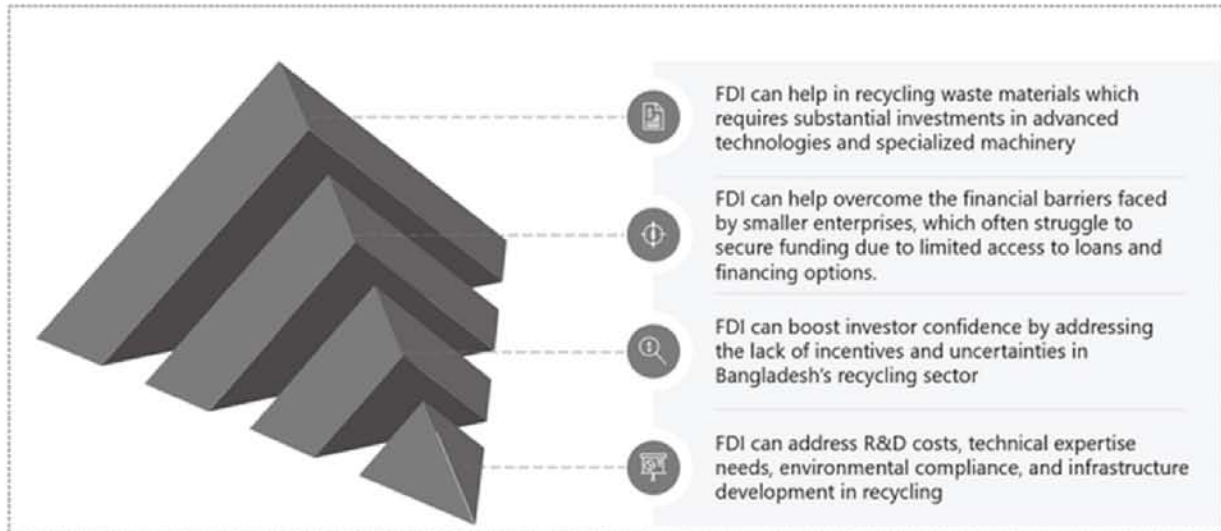 FDI can help in recycling waste materials which
requires substantial investments in advanced
technologies and specialized machinery
FDI can help overcome the financial barriers faced
by smaller enterprises, which often struggle to
secure funding due to limited access to loans and
financing options.
FDI can boost investor confidence by addressing
the lack of incentives and uncertainties in
Bangladesh's recycling sector
FDI can address R&D costs, technical expertise
needs, environmental compliance, and infrastructure
development in recycling